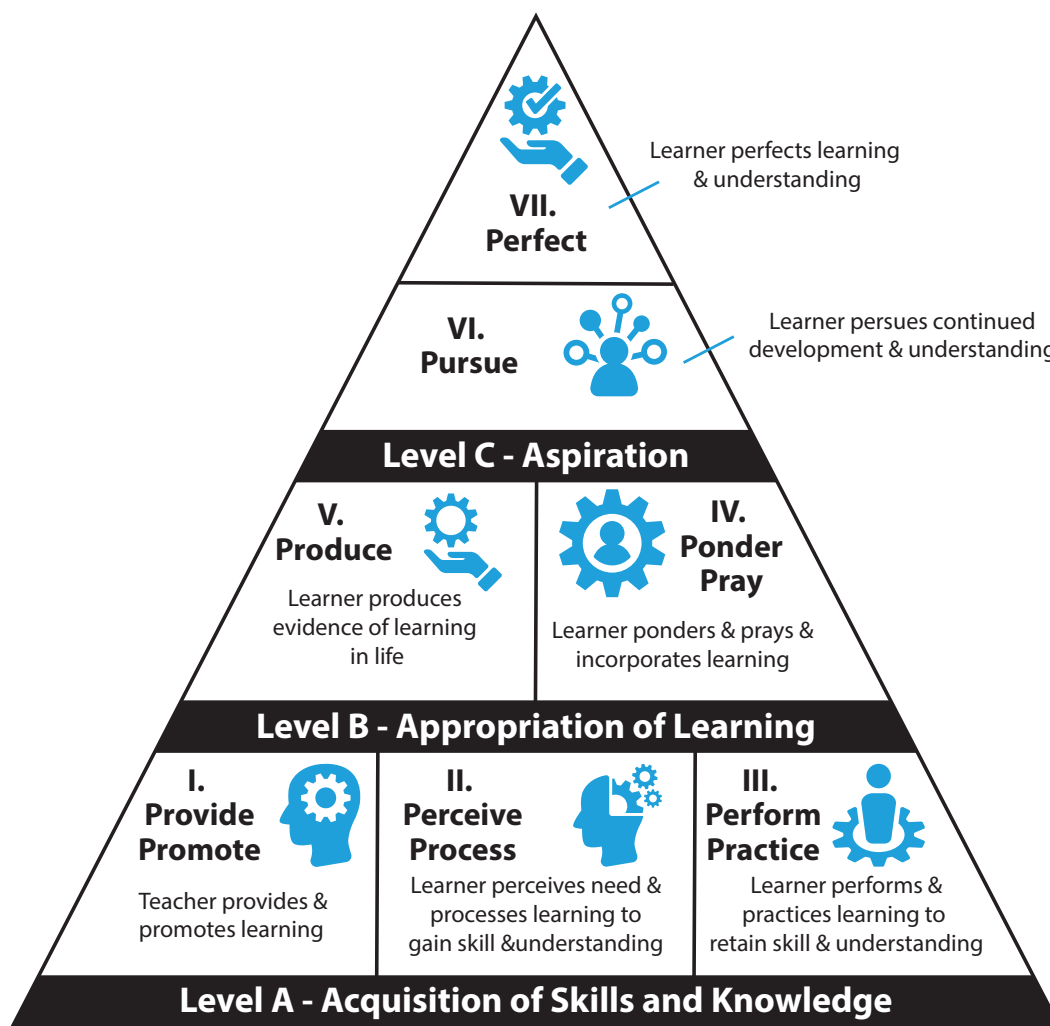 VII.
Perfect
Learner perfects learning
& understanding
VI.
Pursue
Learner persues continued
development & understanding
Level C - Aspiration
V.
Produce
Learner produces
evidence of learning
in life
IV.
Ponder
Pray
Learner ponders & prays &
incorporates learning
Level B - Appropriation of Learning
I.
Provide
Promote
Teacher provides &
promotes learning
II.
Perceive
Process
Learner perceives need &
processes learning to
gain skill &understanding
III.
Perform
Practice
Learner performs &
practices learning to
retain skill & understanding
Level A - Acquisition of Skills and Knowledge